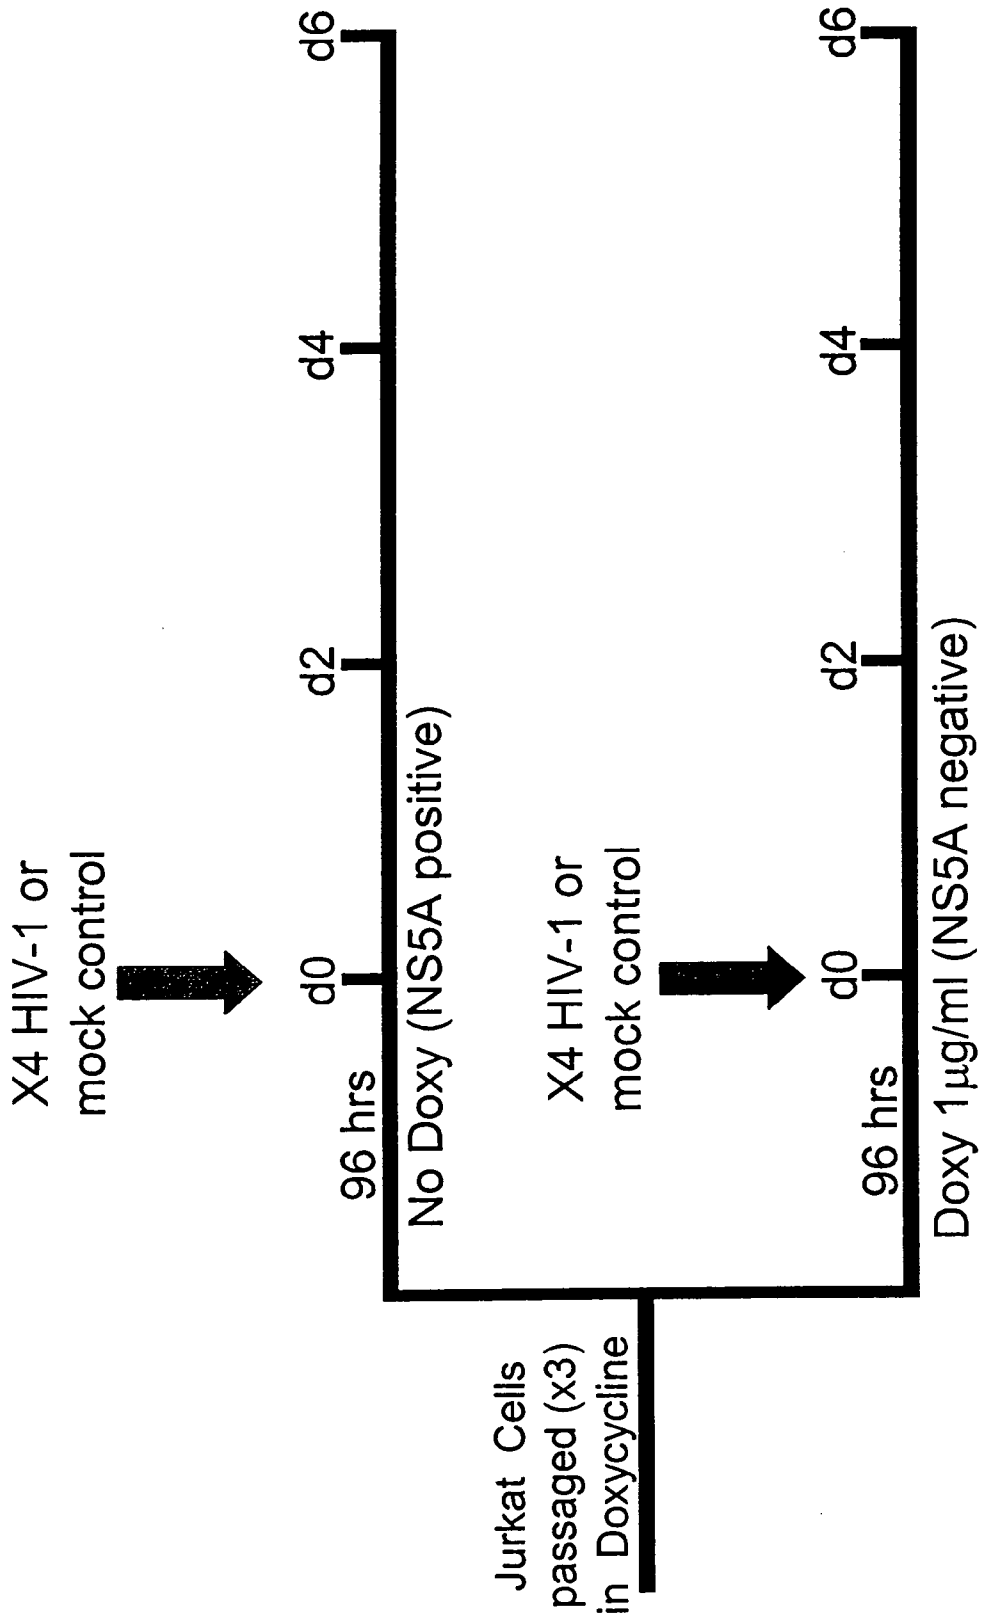 X4 HIV-1 or
mock control
d0
d2
d4
d6
96 hrs
No Doxy (NS5A positive)
Jurkat Cells
passaged (x3)
in Doxycycline
X4 HIV-1 or
mock control
d0
d2
d4
d6
96 hrs
Doxy 1µg/ml (NS5A negative)